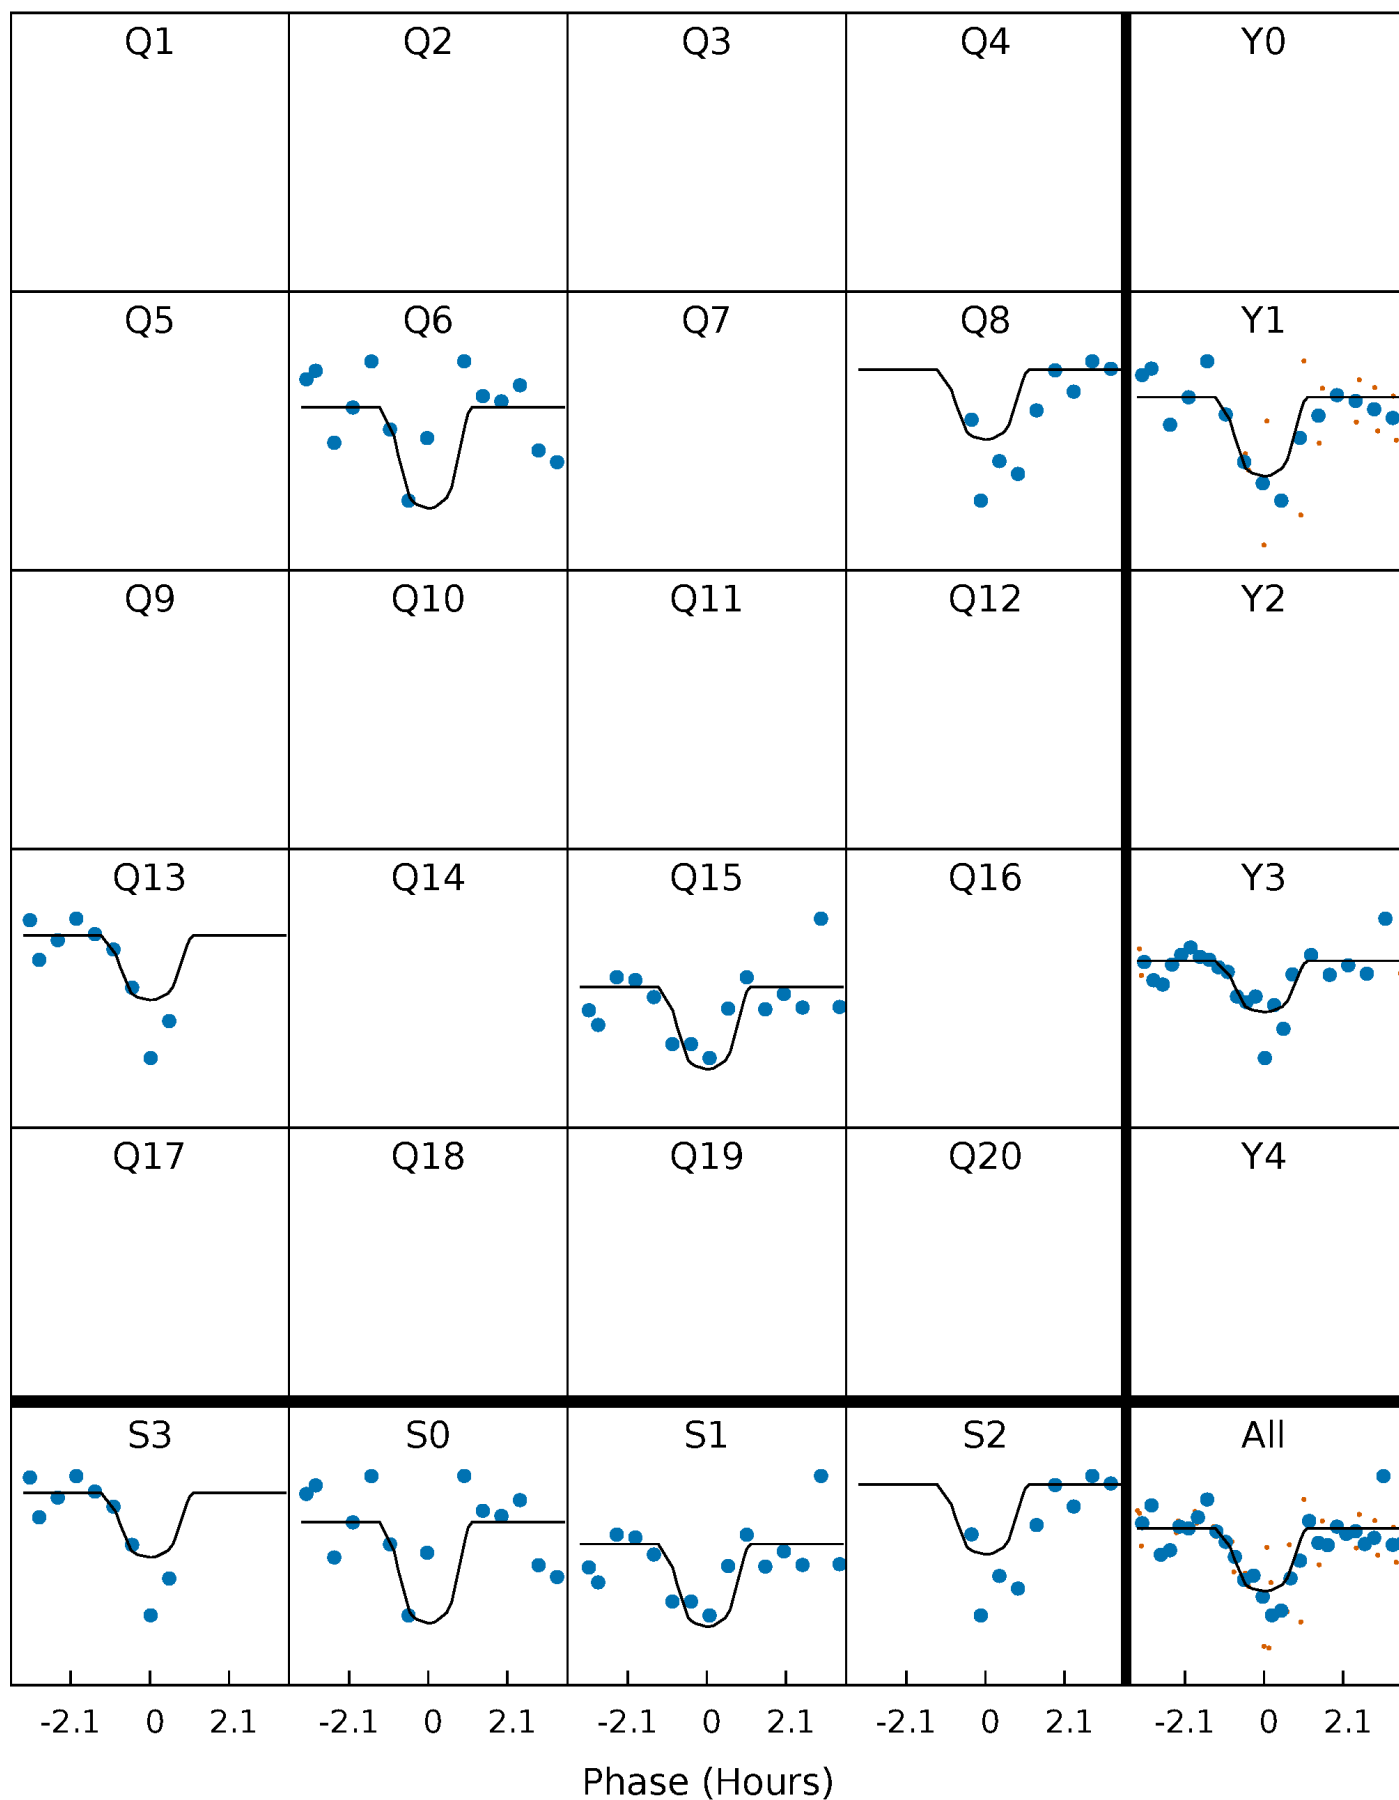 Q1 Q2 Q3 Q4 Y0
Q5 Q6 Q7 Q8 Y1
Q9 Q10 Q11 Q12 Y2
Q13 Q14 Q15 Q16 Y3
Q17 Q18 Q19 Q20 Y4
S3 S0 S1 S2 All
-2.1 0 2.1 -2.1 0 2.1 -2.1 0 2.1 -2.1 0 2.1 -2.1 0 2.1
Phase (Hours)